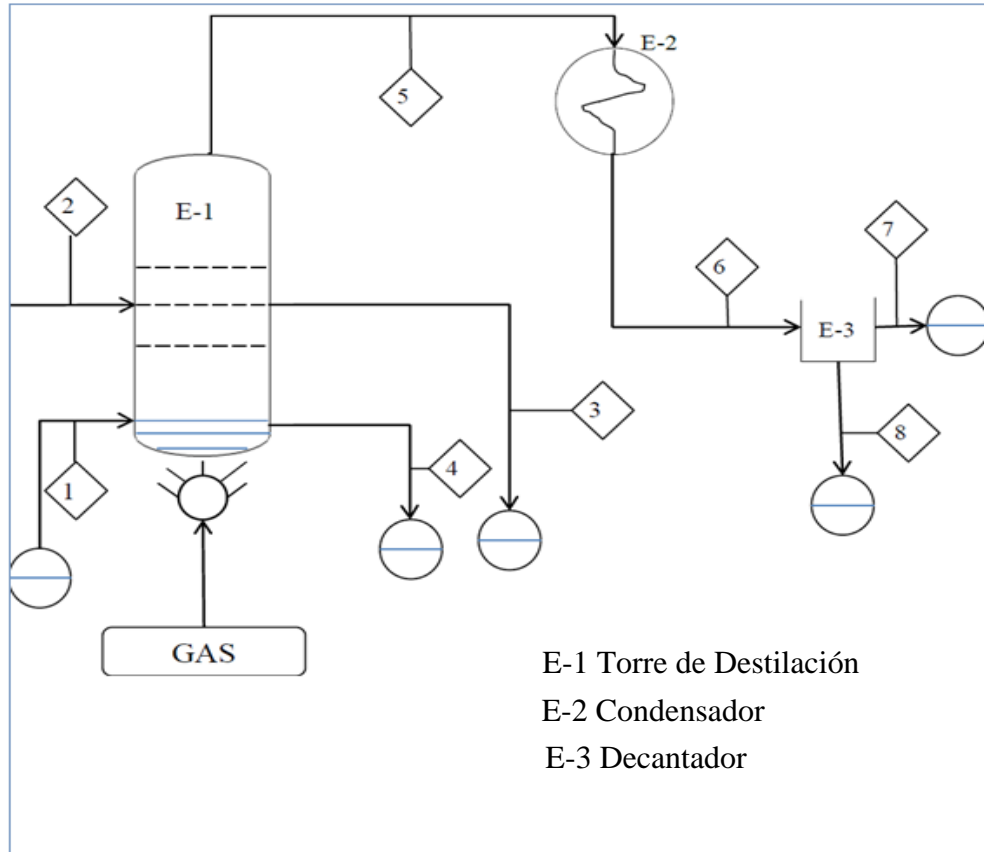 E-2
5
2
E-1
7
6
E-3
3
8
4
1
GAS
E-1 Torre de Destilación
E-2 Condensador
E-3 Decantador